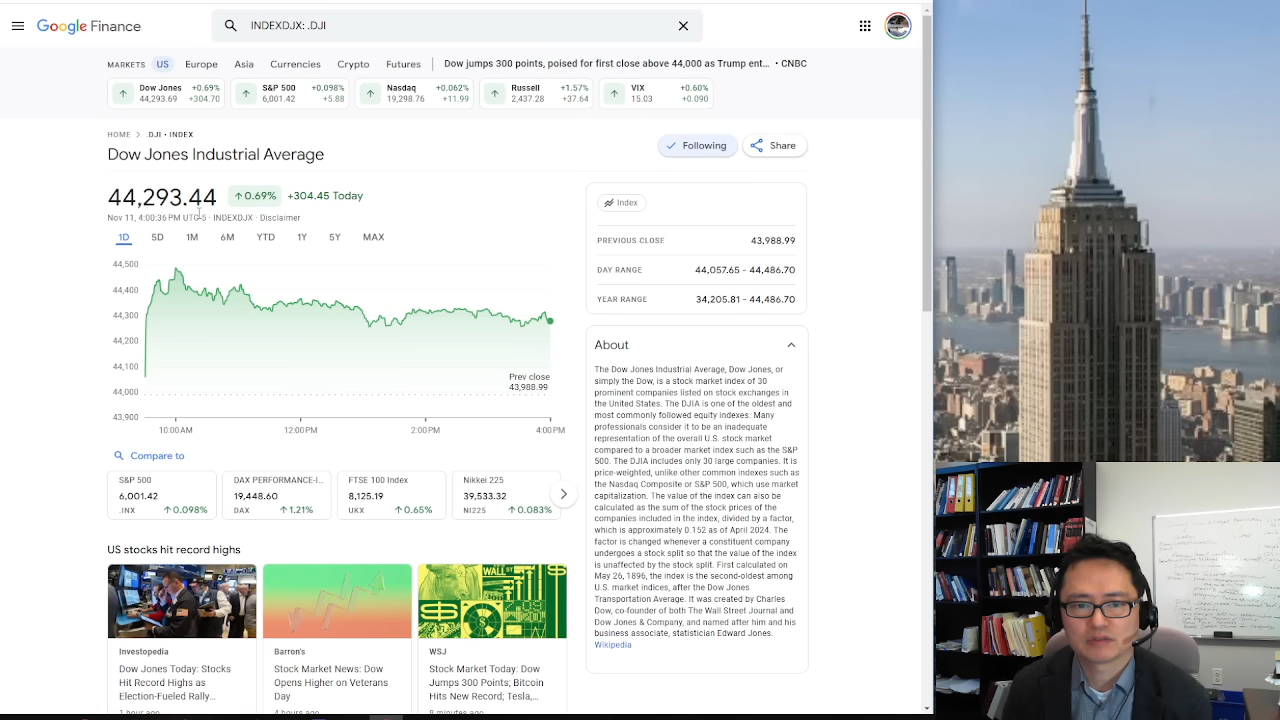 Google Finance
INDEXDJX: .DJI
MARKETS US Europe Asia Currencies Crypto Futures Dow jumps 300 points, poised for first close above 44,000 as Trump ent... • CNBC
Dow Jones +0.69%
44,293.69 +304.70
S&P 500 +0.098%
6,001.42 +5.88
Nasdaq +0.062%
19,298.76 +11.99
Russell +1.57%
2,437.28 +37.64
VIX +0.60%
15.03 +0.090
HOME .DJI • INDEX
Dow Jones Industrial Average
Following
Share
44,293.44 0.69% +304.45 Today
Nov 11, 4:00:36 PM UTC-5 · INDEXDJX · Disclaimer
1D 5D 1M 6M YTD 1Y 5Y MAX
44,500
44,400
44,300
44,200
44,100
44,000
43,900
Prev close
43,988.99
10:00 AM 12:00 PM 2:00 PM 4:00 PM
Compare to
S&P 500
6,001.42
.INX 0.098%
DAX PERFORMANCE-I...
19,448.60
DAX 1.21%
FTSE 100 Index
8,125.19
UKX 0.65%
Nikkei 225
39,533.32
NI225 0.083%
US stocks hit record highs
WALL ST
Investopedia
Dow Jones Today: Stocks
Hit Record Highs as
Election-Fueled Rally...
1 hour ago
Barron's
Stock Market News: Dow
Opens Higher on Veterans
Day
4 hours ago
WSJ
Stock Market Today: Dow
Jumps 300 Points; Bitcoin
Hits New Record; Tesla,...
8 minutes ago
Index
PREVIOUS CLOSE 43,988.99
DAY RANGE 44,057.65 - 44,486.70
YEAR RANGE 34,205.81 - 44,486.70
About
The Dow Jones Industrial Average, Dow Jones, or
simply the Dow, is a stock market index of 30
prominent companies listed on stock exchanges in
the United States. The DJIA is one of the oldest and
most commonly followed equity indexes. Many
professionals consider it to be an inadequate
representation of the overall U.S. stock market
compared to a broader market index such as the S&P
500. The DJIA includes only 30 large companies. It is
price-weighted, unlike other common indexes such as
the Nasdaq Composite or S&P 500, which use market
capitalization. The value of the index can also be
calculated as the sum of the stock prices of the
companies included in the index, divided by a factor,
which is approximately 0.152 as of April 2024. The
factor is changed whenever a constituent company
undergoes a stock split so that the value of the index
is unaffected by the stock split. First calculated on
May 26, 1896, the index is the second-oldest among
U.S. market indices, after the Dow Jones
Transportation Average. It was created by Charles
Dow, co-founder of both The Wall Street Journal and
Dow Jones & Company, and named after him and his
business associate, statistician Edward Jones.
Wikipedia